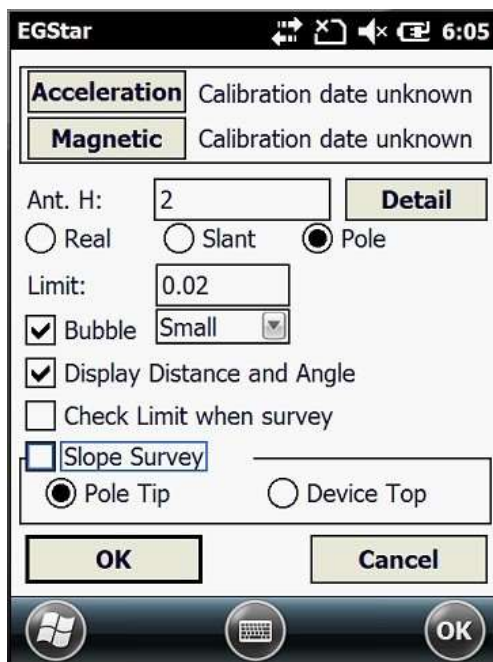 EGStar 6:05
Acceleration Calibration date unknown
Magnetic Calibration date unknown
Ant. H: 2 Detail
Real Slant Pole
Limit: 0.02
Bubble Small
Display Distance and Angle
Check Limit when survey
Slope Survey
Pole Tip Device Top
OK Cancel
OK